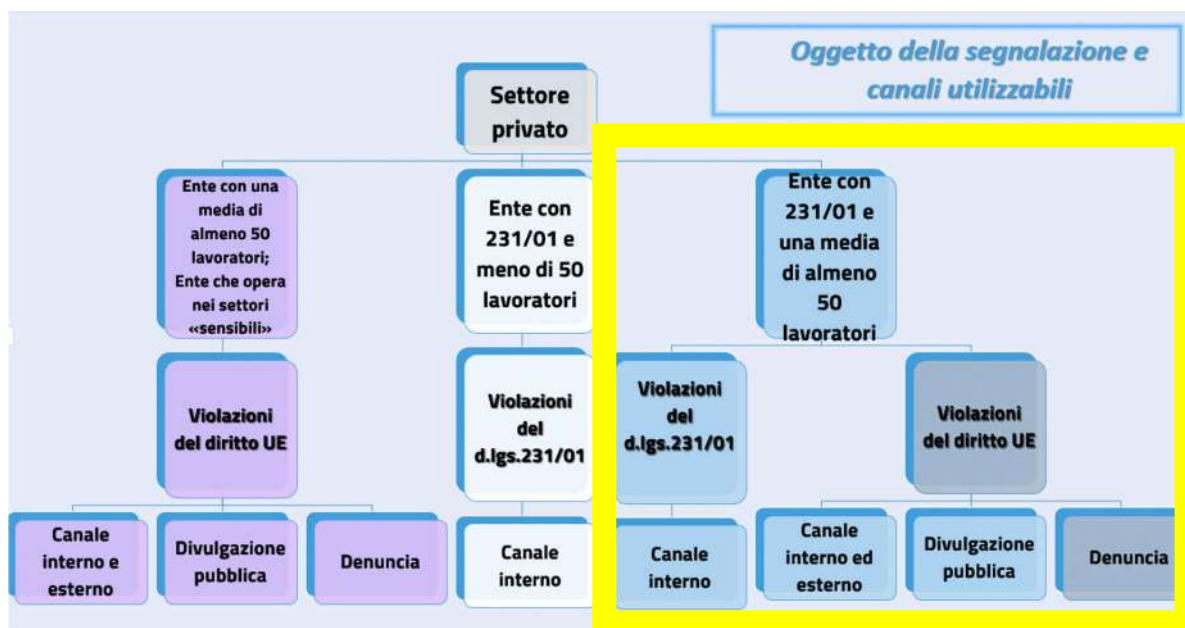 Oggetto della segnalazione e
canali utilizzabili
Settore
privato
Ente con una
media di
almeno 50
lavoratori;
Ente che opera
nei settori
«sensibili»
Ente con
231/01 e
meno di 50
lavoratori
Ente con
231/01 e
una media
di almeno
50
lavoratori
Violazioni
del diritto UE
Violazioni
del
d.lgs.231/01
Violazioni
del
d.lgs.231/01
Violazioni
del diritto UE
Canale
interno e
esterno
Divulgazione
pubblica
Denuncia
Canale
interno
Canale
interno
Canale
interno ed
esterno
Divulgazione
pubblica
Denuncia